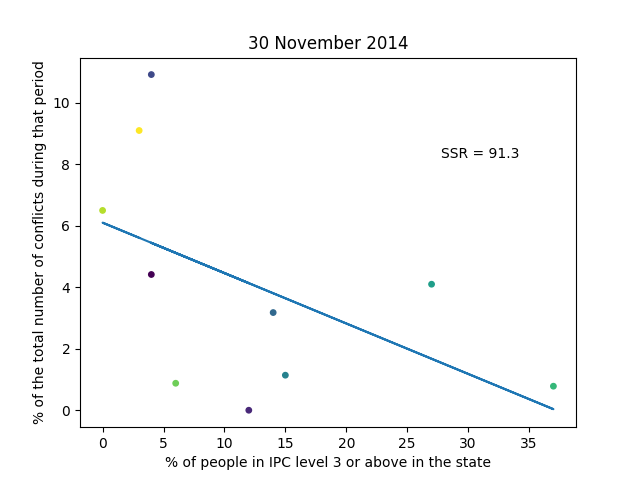 30 November 2014
% of the total number of conflicts during that period
10
8
6
4
2
0
SSR = 91.3
0 5 10 15 20 25 30 35
% of people in IPC level 3 or above in the state